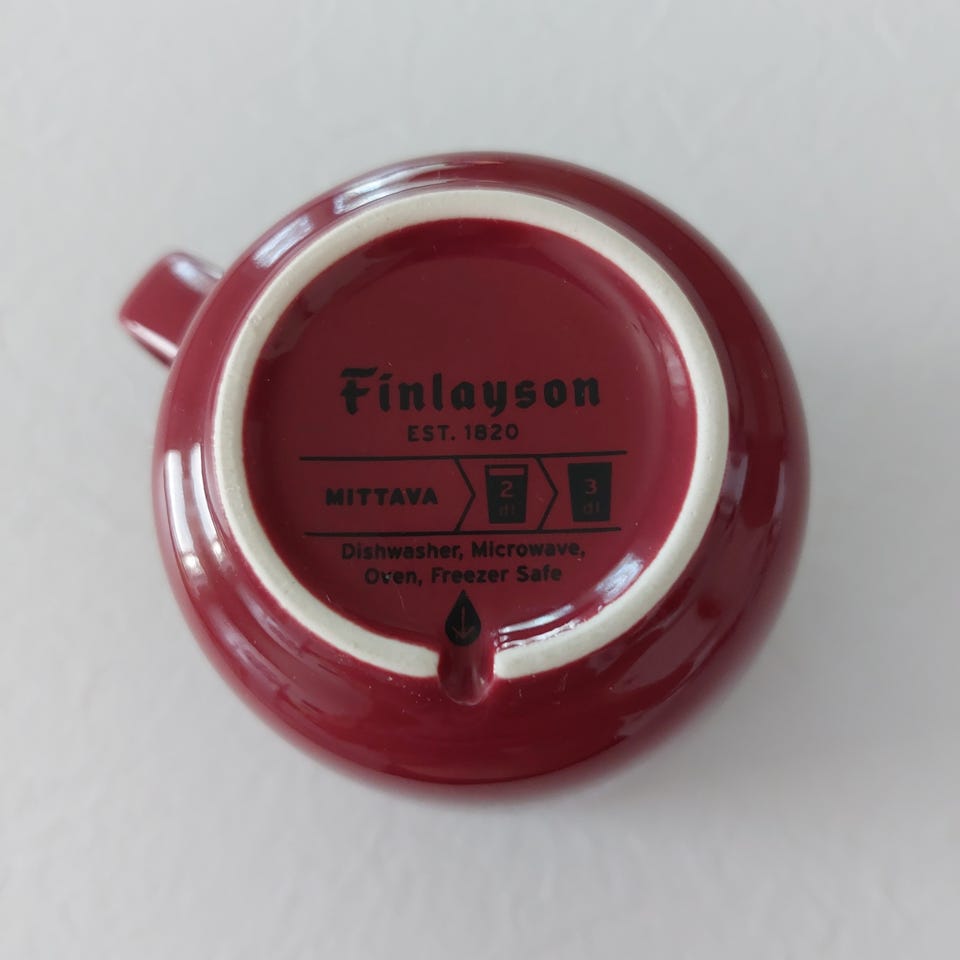 Finlayson
EST. 1820
MITTAVA 2 dl 3 dl
Dishwasher, Microwave,
Oven, Freezer Safe